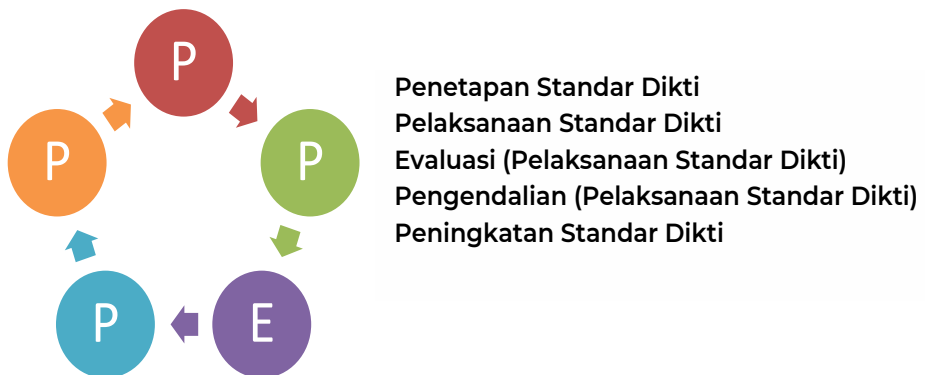 P
P
E
P
P
Penetapan Standar Dikti
Pelaksanaan Standar Dikti
Evaluasi (Pelaksanaan Standar Dikti)
Pengendalian (Pelaksanaan Standar Dikti)
Peningkatan Standar Dikti